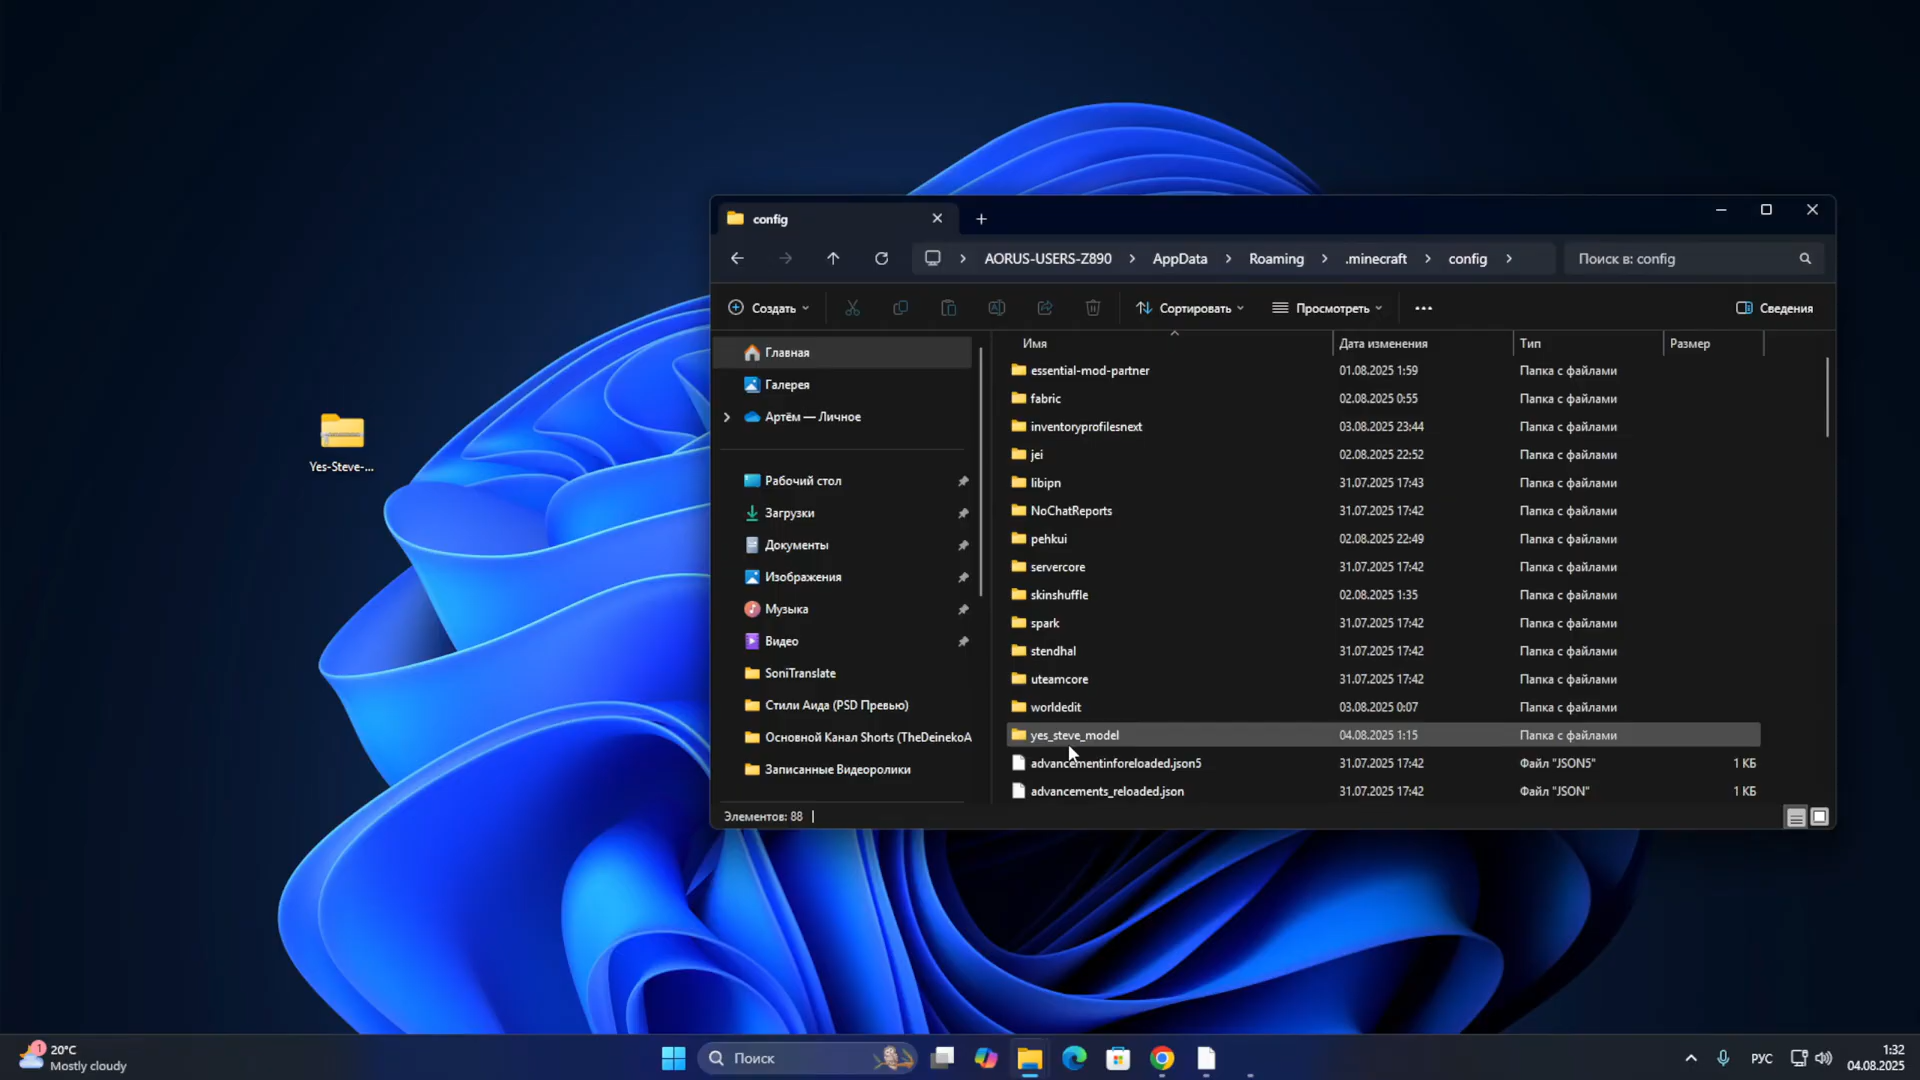 config
AORUS-USERS-Z890 > AppData > Roaming > .minecraft > config >
Поиск в: config
Создать
Сортировать
Просмотреть
Сведения
Главная
Галерея
Артём — Личное
Рабочий стол
Загрузки
Документы
Изображения
Музыка
Видео
SoniTranslate
Стили Аида (PSD Превью)
Основной Канал Shorts (TheDeinekoA
Записанные Видеоролики
Имя Дата изменения Тип Размер
essential-mod-partner 01.08.2025 1:59 Папка с файлами
fabric 02.08.2025 0:55 Папка с файлами
inventoryprofilesnext 03.08.2025 23:44 Папка с файлами
jei 02.08.2025 22:52 Папка с файлами
libipn 31.07.2025 17:43 Папка с файлами
NoChatReports 31.07.2025 17:42 Папка с файлами
pehkui 02.08.2025 22:49 Папка с файлами
servercore 31.07.2025 17:42 Папка с файлами
skinshuffle 02.08.2025 1:35 Папка с файлами
spark 31.07.2025 17:42 Папка с файлами
stendhal 31.07.2025 17:42 Папка с файлами
uteamcore 31.07.2025 17:42 Папка с файлами
worldedit 03.08.2025 0:07 Папка с файлами
yes_steve_model 04.08.2025 1:15 Папка с файлами
advancementinforeloaded.json5 31.07.2025 17:42 Файл "JSON5" 1 КБ
advancements_reloaded.json 31.07.2025 17:42 Файл "JSON" 1 КБ
Элементов: 88
Yes-Steve-...
1
20°C
Mostly cloudy
Поиск
РУС
1:32
04.08.2025